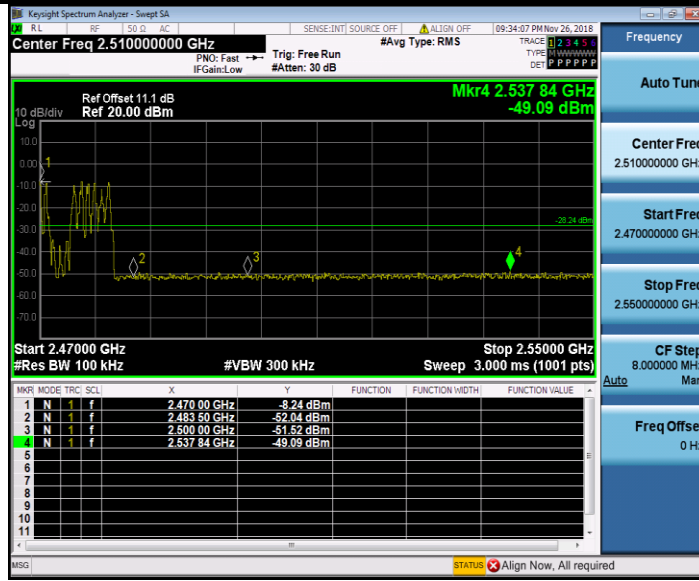 Keysight Spectrum Analyzer - Swept SA
RL RF 50 Ω AC SENSE:INT SOURCE OFF ALIGN OFF 09:34:07 PM Nov 26, 2018
Center Freq 2.510000000 GHz #Avg Type: RMS TRACE 1 2 3 4 5 6
PNO: Fast Trig: Free Run TYPE M WWWWW
IFGain:Low #Atten: 30 dB DET P P P P P P
Mkr4 2.537 84 GHz
-49.09 dBm
Ref Offset 11.1 dB
10 dB/div Ref 20.00 dBm
Log
10.0
0.00
-10.0
-20.0
-30.0
-40.0
-50.0
-60.0
-70.0
1
2
3
4
-28.24 dBm
Start 2.47000 GHz Stop 2.55000 GHz
#Res BW 100 kHz #VBW 300 kHz Sweep 3.000 ms (1001 pts)
MKR MODE TRC SCL X Y FUNCTION FUNCTION WIDTH FUNCTION VALUE
1 N 1 f 2.470 00 GHz -8.24 dBm
2 N 1 f 2.483 50 GHz -52.04 dBm
3 N 1 f 2.500 00 GHz -51.52 dBm
4 N 1 f 2.537 84 GHz -49.09 dBm
5
6
7
8
9
10
11
MSG STATUS Align Now, All required
Frequency
Auto Tune
Center Freq
2.510000000 GHz
Start Freq
2.470000000 GHz
Stop Freq
2.550000000 GHz
CF Step
8.000000 MHz
Auto Man
Freq Offset
0 Hz